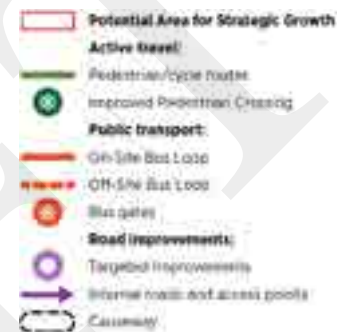 Potential Area for Strategic Growth
Active travel:
Pedestrian/cycle routes
Improved Pedestrian Crossing
Public transport:
On-Site Bus Loop
Off-Site Bus Loop
Bus gates
Road improvements:
Targeted Improvements
Internal roads and access points
Causeway